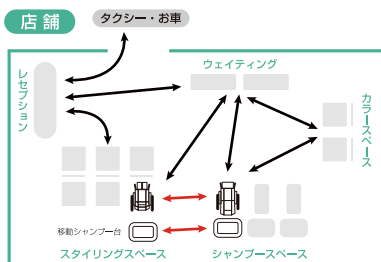 店舗
タクシー・お車
レセプション
ウェイティング
カラースペース
移動シャンプー台
スタイリングスペース
シャンプースペース